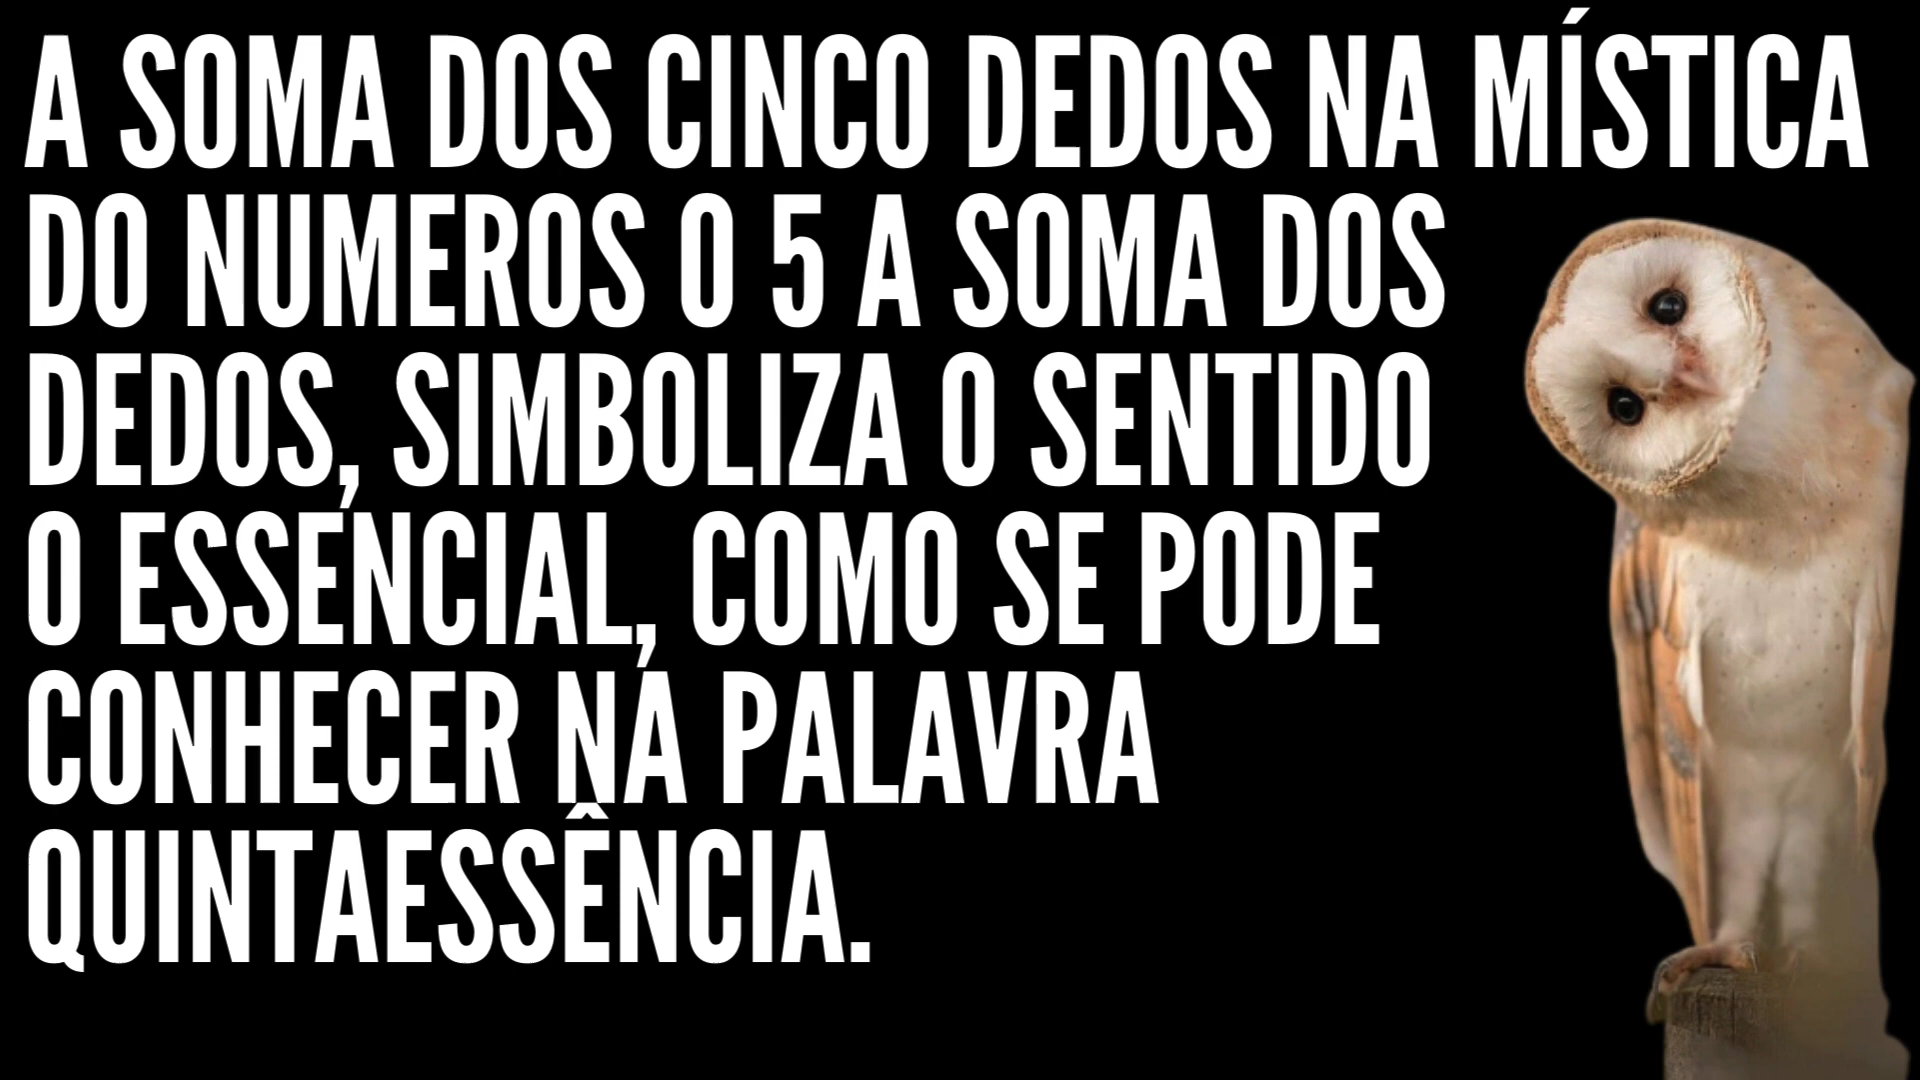 A SOMA DOS CINCO DEDOS NA MÍSTICA
DO NUMEROS O 5 A SOMA DOS
DEDOS, SIMBOLIZA O SENTIDO
O ESSENCIAL, COMO SE PODE
CONHECER NA PALAVRA
QUINTAESSÊNCIA.